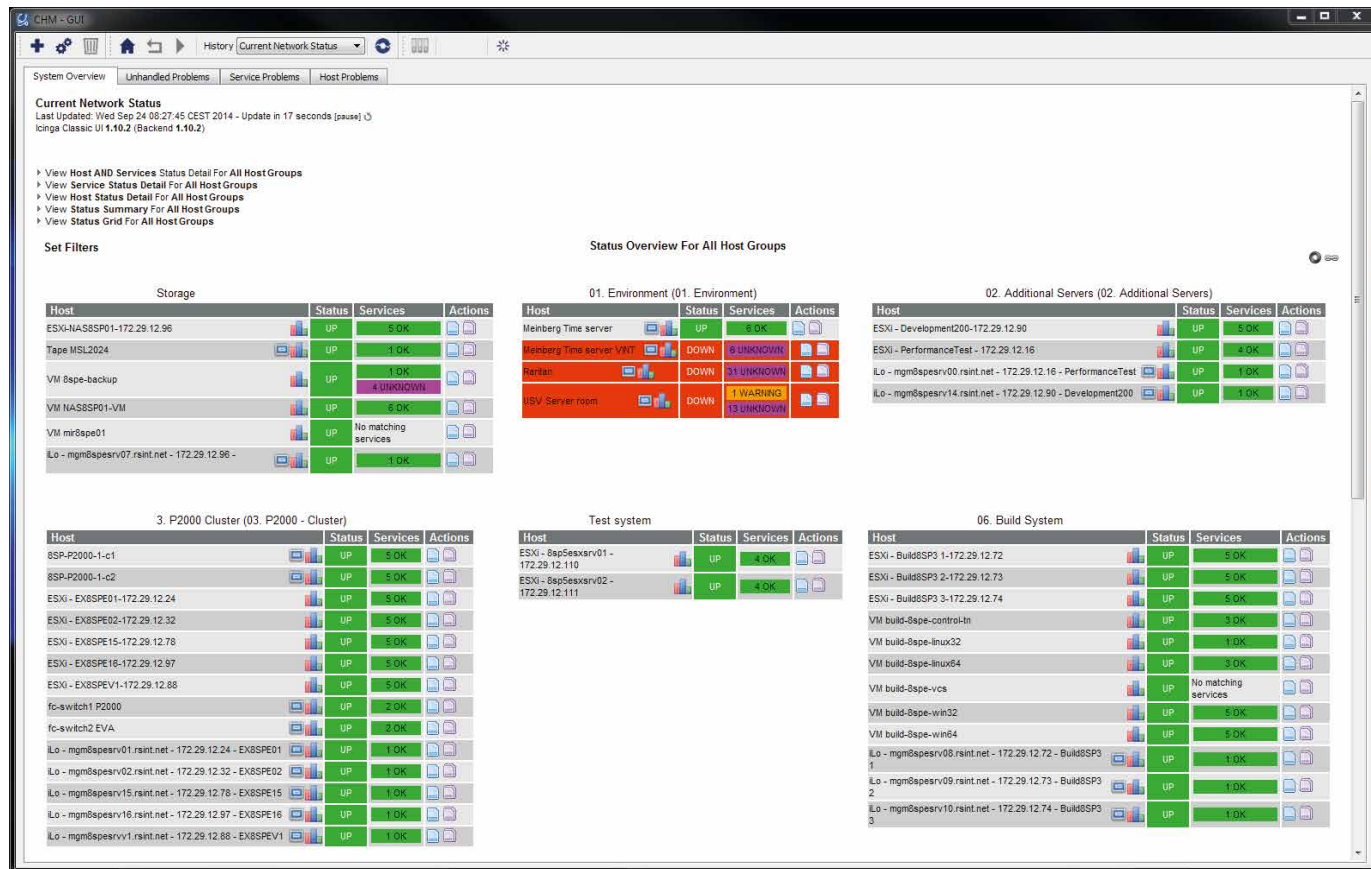 CHM - GUI
History Current Network Status
System Overview Unhandled Problems Service Problems Host Problems
Current Network Status
Last Updated: Wed Sep 24 08:27:45 CEST 2014 - Update in 17 seconds [pause]
Icinga Classic UI 1.10.2 (Backend 1.10.2)
View Host AND Services Status Detail For All Host Groups
View Service Status Detail For All Host Groups
View Host Status Detail For All Host Groups
View Status Summary For All Host Groups
View Status Grid For All Host Groups
Set Filters
Status Overview For All Host Groups
Storage
Host Status Services Actions
ESXi-NAS8SP01-172.29.12.96 UP 5 OK
Tape MSL2024 UP 1 OK
VM 8spe-backup UP 1 OK
4 UNKNOWN
VM NAS8SP01-VM UP 6 OK
VM mir8spe01 UP No matching
services
iLo - mgm8spesrv07.rsint.net - 172.29.12.96 - UP 1 OK
01. Environment (01. Environment)
Host Status Services Actions
Meinberg Time server UP 6 OK
Meinberg Time server VINT DOWN 6 UNKNOWN
Raritan DOWN 31 UNKNOWN
USV Server room DOWN 1 WARNING
13 UNKNOWN
02. Additional Servers (02. Additional Servers)
Host Status Services Actions
ESXi - Development200-172.29.12.90 UP 5 OK
ESXi - PerformanceTest - 172.29.12.16 UP 4 OK
iLo - mgm8spesrv00.rsint.net - 172.29.12.16 - PerformanceTest UP 1 OK
iLo - mgm8spesrv14.rsint.net - 172.29.12.90 - Development200 UP 1 OK
3. P2000 Cluster (03. P2000 - Cluster)
Host Status Services Actions
8SP-P2000-1-c1 UP 5 OK
8SP-P2000-1-c2 UP 5 OK
ESXi - EX8SPE01-172.29.12.24 UP 5 OK
ESXi - EX8SPE02-172.29.12.32 UP 5 OK
ESXi - EX8SPE15-172.29.12.78 UP 5 OK
ESXi - EX8SPE16-172.29.12.97 UP 5 OK
ESXi - EX8SPEV1-172.29.12.88 UP 5 OK
fc-switch1 P2000 UP 2 OK
fc-switch2 EVA UP 2 OK
iLo - mgm8spesrv01.rsint.net - 172.29.12.24 - EX8SPE01 UP 1 OK
iLo - mgm8spesrv02.rsint.net - 172.29.12.32 - EX8SPE02 UP 1 OK
iLo - mgm8spesrv15.rsint.net - 172.29.12.78 - EX8SPE15 UP 1 OK
iLo - mgm8spesrv16.rsint.net - 172.29.12.97 - EX8SPE16 UP 1 OK
iLo - mgm8spesrvv1.rsint.net - 172.29.12.88 - EX8SPEV1 UP 1 OK
Test system
Host Status Services Actions
ESXi - 8sp5esxsrv01 -
172.29.12.110 UP 4 OK
ESXi - 8sp5esxsrv02 -
172.29.12.111 UP 4 OK
06. Build System
Host Status Services Actions
ESXi - Build8SP3 1-172.29.12.72 UP 5 OK
ESXi - Build8SP3 2-172.29.12.73 UP 5 OK
ESXi - Build8SP3 3-172.29.12.74 UP 5 OK
VM build-8spe-control-tn UP 3 OK
VM build-8spe-linux32 UP 1 OK
VM build-8spe-linux64 UP 3 OK
VM build-8spe-vcs UP No matching
services
VM build-8spe-win32 UP 5 OK
VM build-8spe-win64 UP 5 OK
iLo - mgm8spesrv08.rsint.net - 172.29.12.72 - Build8SP3
1 UP 1 OK
iLo - mgm8spesrv09.rsint.net - 172.29.12.73 - Build8SP3
2 UP 1 OK
iLo - mgm8spesrv10.rsint.net - 172.29.12.74 - Build8SP3
3 UP 1 OK